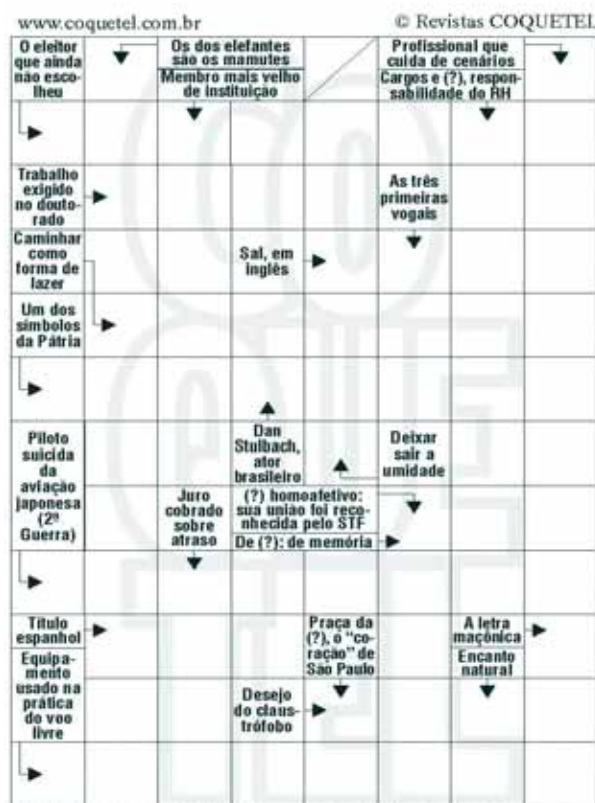 www.coquetel.com.br
© Revistas COQUETEL
O eleitor
que ainda
não esco-
lheu
Os dos elefantes
são os mamutes
Membro mais velho
de instituição
Profissional que
cuida de cenários
Cargos e (?), respon-
sabilidade do RH
Trabalho
exigido
no douto-
rado
As três
primeiras
vogais
Caminhar
como
forma de
lazer
Sal, em
inglês
Um dos
símbolos
da Pátria
Piloto
suicida
da
aviação
japonesa
(2ª
Guerra)
Dan
Stulbach,
ator
brasileiro
Deixar
sair a
umidade
Juro
cobrado
sobre
atraso
(?) homoafetivo:
sua união foi reco-
nhecida pelo STF
De (?): de memória
Título
espanhol
Praça da
(?), o "co-
ração" de
São Paulo
A letra
maçônica
Encanto
natural
Equipa-
mento
usado na
prática
do voo
livre
Desejo
do claus-
trófobo